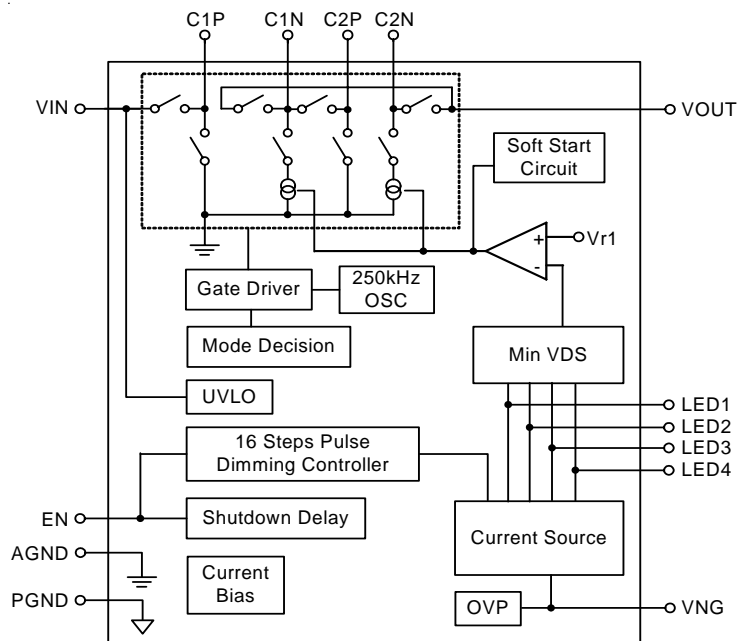 C1P C1N C2P C2N
VIN
VOUT
Soft Start
Circuit
+
Vr1
-
Gate Driver
250kHz
OSC
Mode Decision
Min VDS
UVLO
LED1
LED2
LED3
LED4
16 Steps Pulse
Dimming Controller
EN
Shutdown Delay
Current Source
AGND
Current
Bias
PGND
OVP
VNG